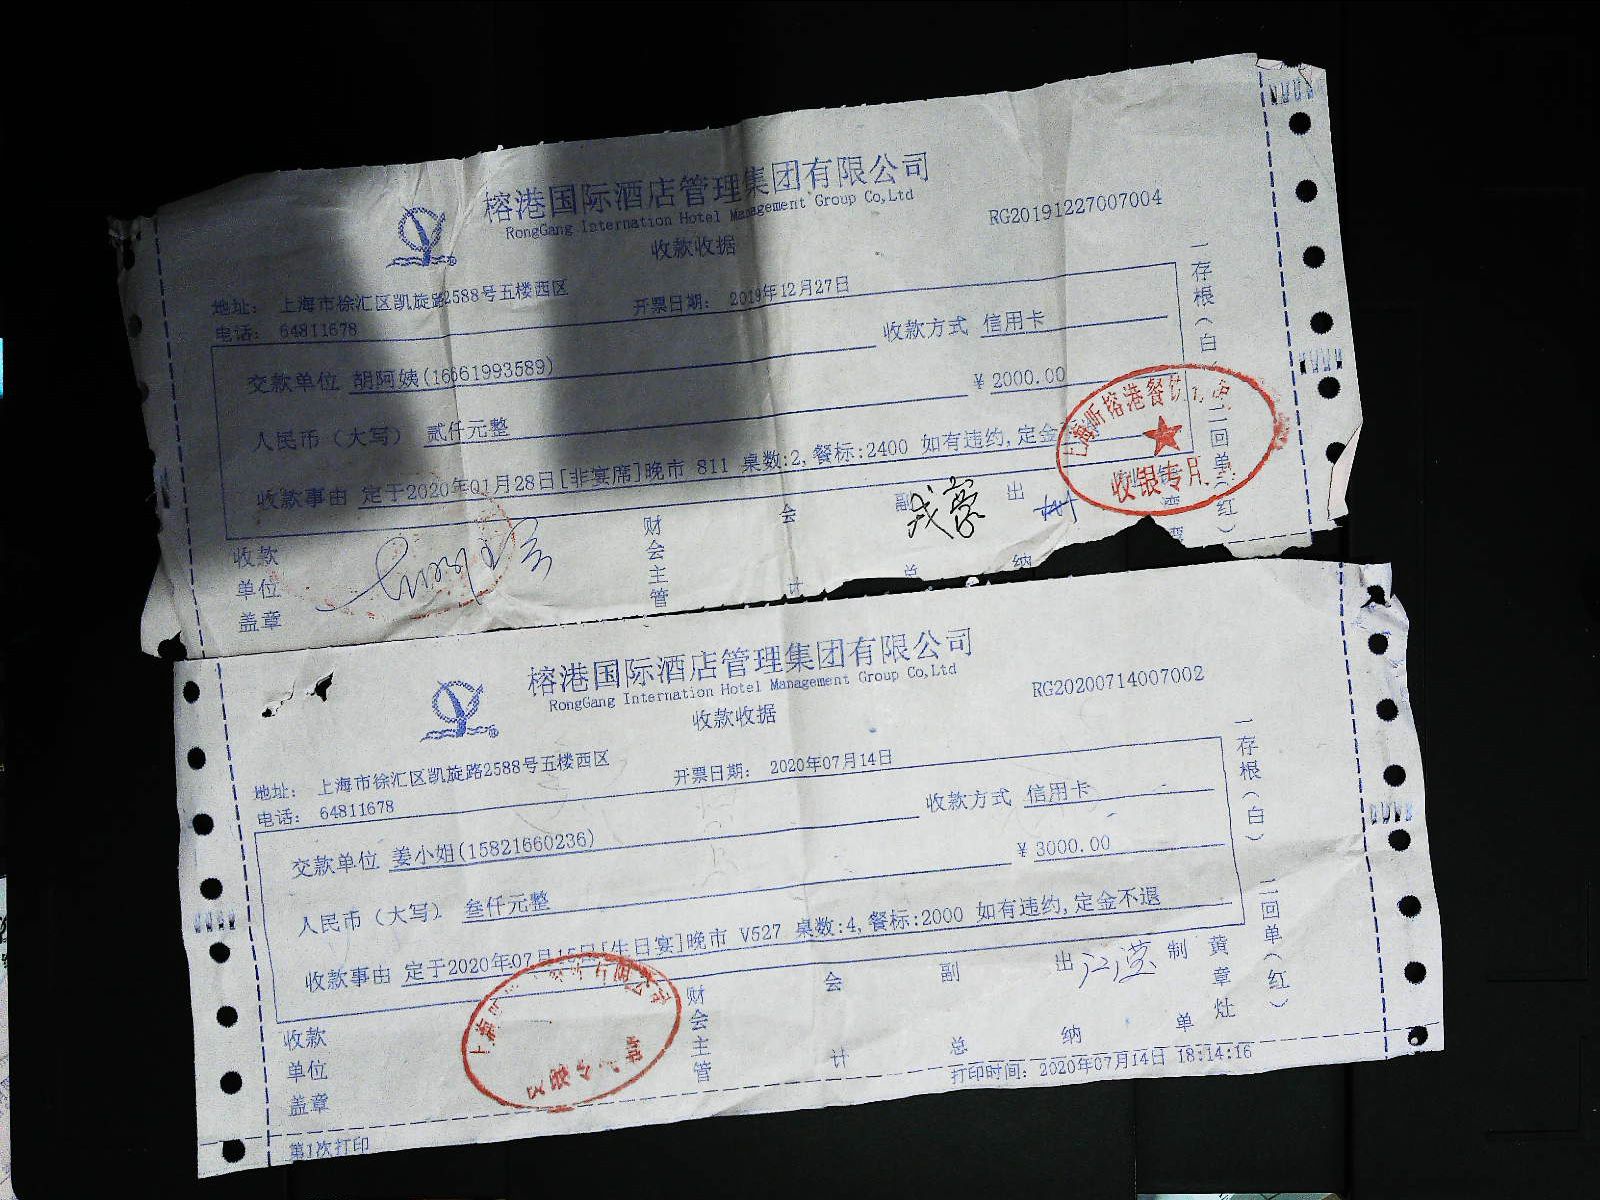 榕港国际酒店管理集团有限公司
RongGang Internation Hotel Management Group Co,Ltd
RG20191227007004
收款收据
地址： 上海市徐汇区凯旋路2588号五楼西区
开票日期： 2019年12月27日
电话： 64811678
收款方式 信用卡
交款单位 胡阿姨(16661993589)
¥ 2000.00
人民币（大写） 贰仟元整
收款事由 定于2020年01月28日[非宴席]晚市 811 桌数:2,餐标:2400 如有违约,定金
收款单位盖章
财会主管
会计
副总
出纳
一存根（白）
二回单（红）
收银专用
榕港国际酒店管理集团有限公司
RongGang Internation Hotel Management Group Co,Ltd
RG20200714007002
收款收据
地址： 上海市徐汇区凯旋路2588号五楼西区
开票日期： 2020年07月14日
电话： 64811678
收款方式 信用卡
交款单位 姜小姐(15821660236)
¥ 3000.00
人民币（大写） 叁仟元整
收款事由 定于2020年07月15日[生日宴]晚市 V527 桌数:4,餐标:2000 如有违约,定金不退
收款单位盖章
财会主管
会计
副总
出纳
制单
黄章灶
一存根（白）
二回单（红）
打印时间: 2020年07月14日 18:14:16
第1次打印